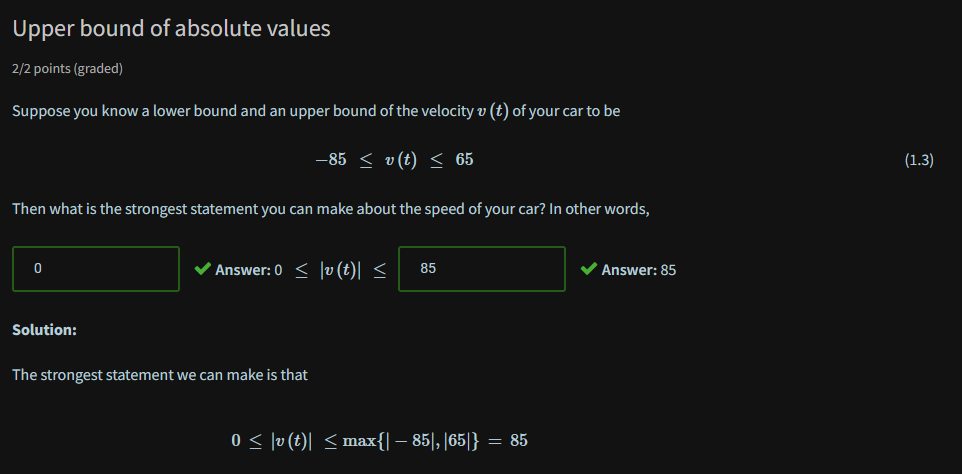 Upper bound of absolute values
2/2 points (graded)
Suppose you know a lower bound and an upper bound of the velocity v (t) of your car to be
−85 ≤ v (t) ≤ 65 (1.3)
Then what is the strongest statement you can make about the speed of your car? In other words,
0 ✔ Answer: 0 ≤ |v (t)| ≤ 85 ✔ Answer: 85
Solution:
The strongest statement we can make is that
0 ≤ |v (t)| ≤ max{| − 85|, |65|} = 85